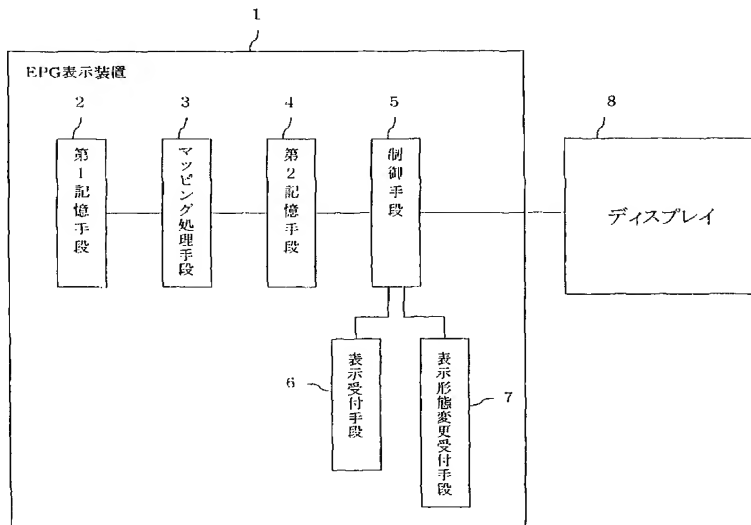 1
EPG表示装置
2
3
4
5
8
第1記憶手段
マッピング処理手段
第2記憶手段
制御手段
ディスプレイ
6
表示受付手段
表示形態変更受付手段
7